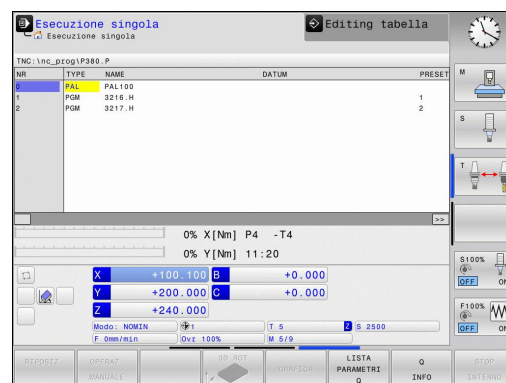 Esecuzione singola
Esecuzione singola
Editing tabella
TNC:\nc_prog\P380.P
NR TYPE NAME DATUM PRESET
0 PAL PAL100
1 PGM 3216.H 1
2 PGM 3217.H 2
>>
0% X[Nm] P4 -T4
0% Y[Nm] 11:20
X +100.100 B +0.000
Y +200.000 C +0.000
Z +240.000
Modo: NOMIN 1 T 5 Z S 2500
F 0mm/min Ovr 100% M 5/9
M
S
T
S100%
OFF ON
F100%
OFF ON
RIPOSIZ
OPERAZ.
MANUALE
3D ROT
GRAFICA
LISTA
PARAMETRI
Q
Q
INFO
STOP
INTERNO